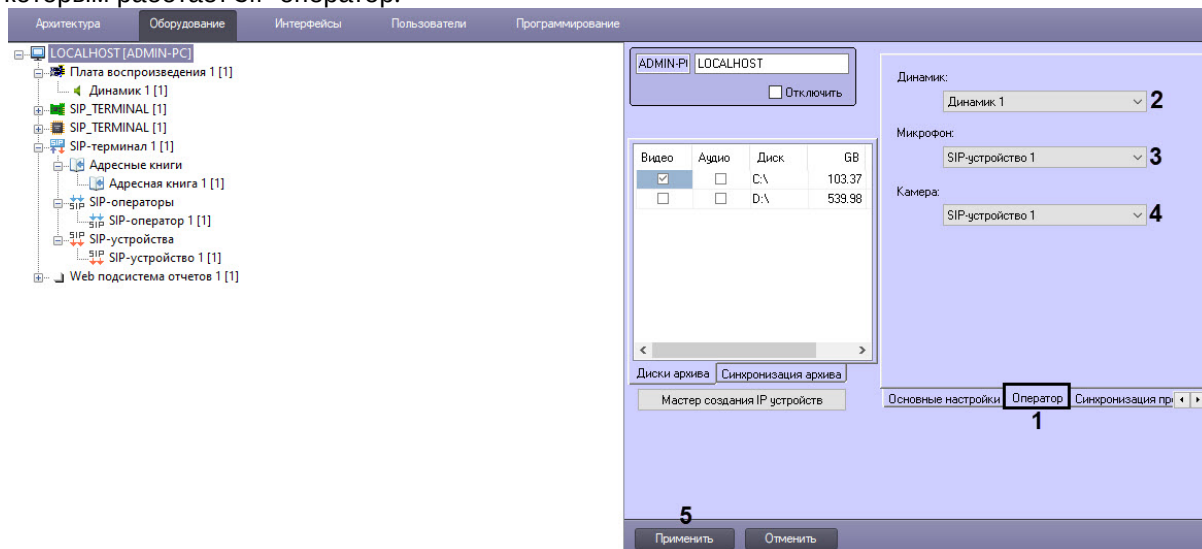 которым работает SIP-оператор.
Архитектура Оборудование Интерфейсы Пользователи Программирование
LOCALHOST [ADMIN-PC]
Плата воспроизведения 1 [1]
Динамик 1 [1]
SIP_TERMINAL [1]
SIP_TERMINAL [1]
SIP-терминал 1 [1]
Адресные книги
Адресная книга 1 [1]
SIP-операторы
SIP-оператор 1 [1]
SIP-устройства
SIP-устройство 1 [1]
Web подсистема отчетов 1 [1]
ADMIN-P LOCALHOST
Отключить
Видео Аудио Диск GB
C:\ 103.37
D:\ 539.98
Диски архива Синхронизация архива
Мастер создания IP устройств
Динамик:
Динамик 1 2
Микрофон:
SIP-устройство 1 3
Камера:
SIP-устройство 1 4
Основные настройки Оператор Синхронизация пр
1
5
Применить Отменить